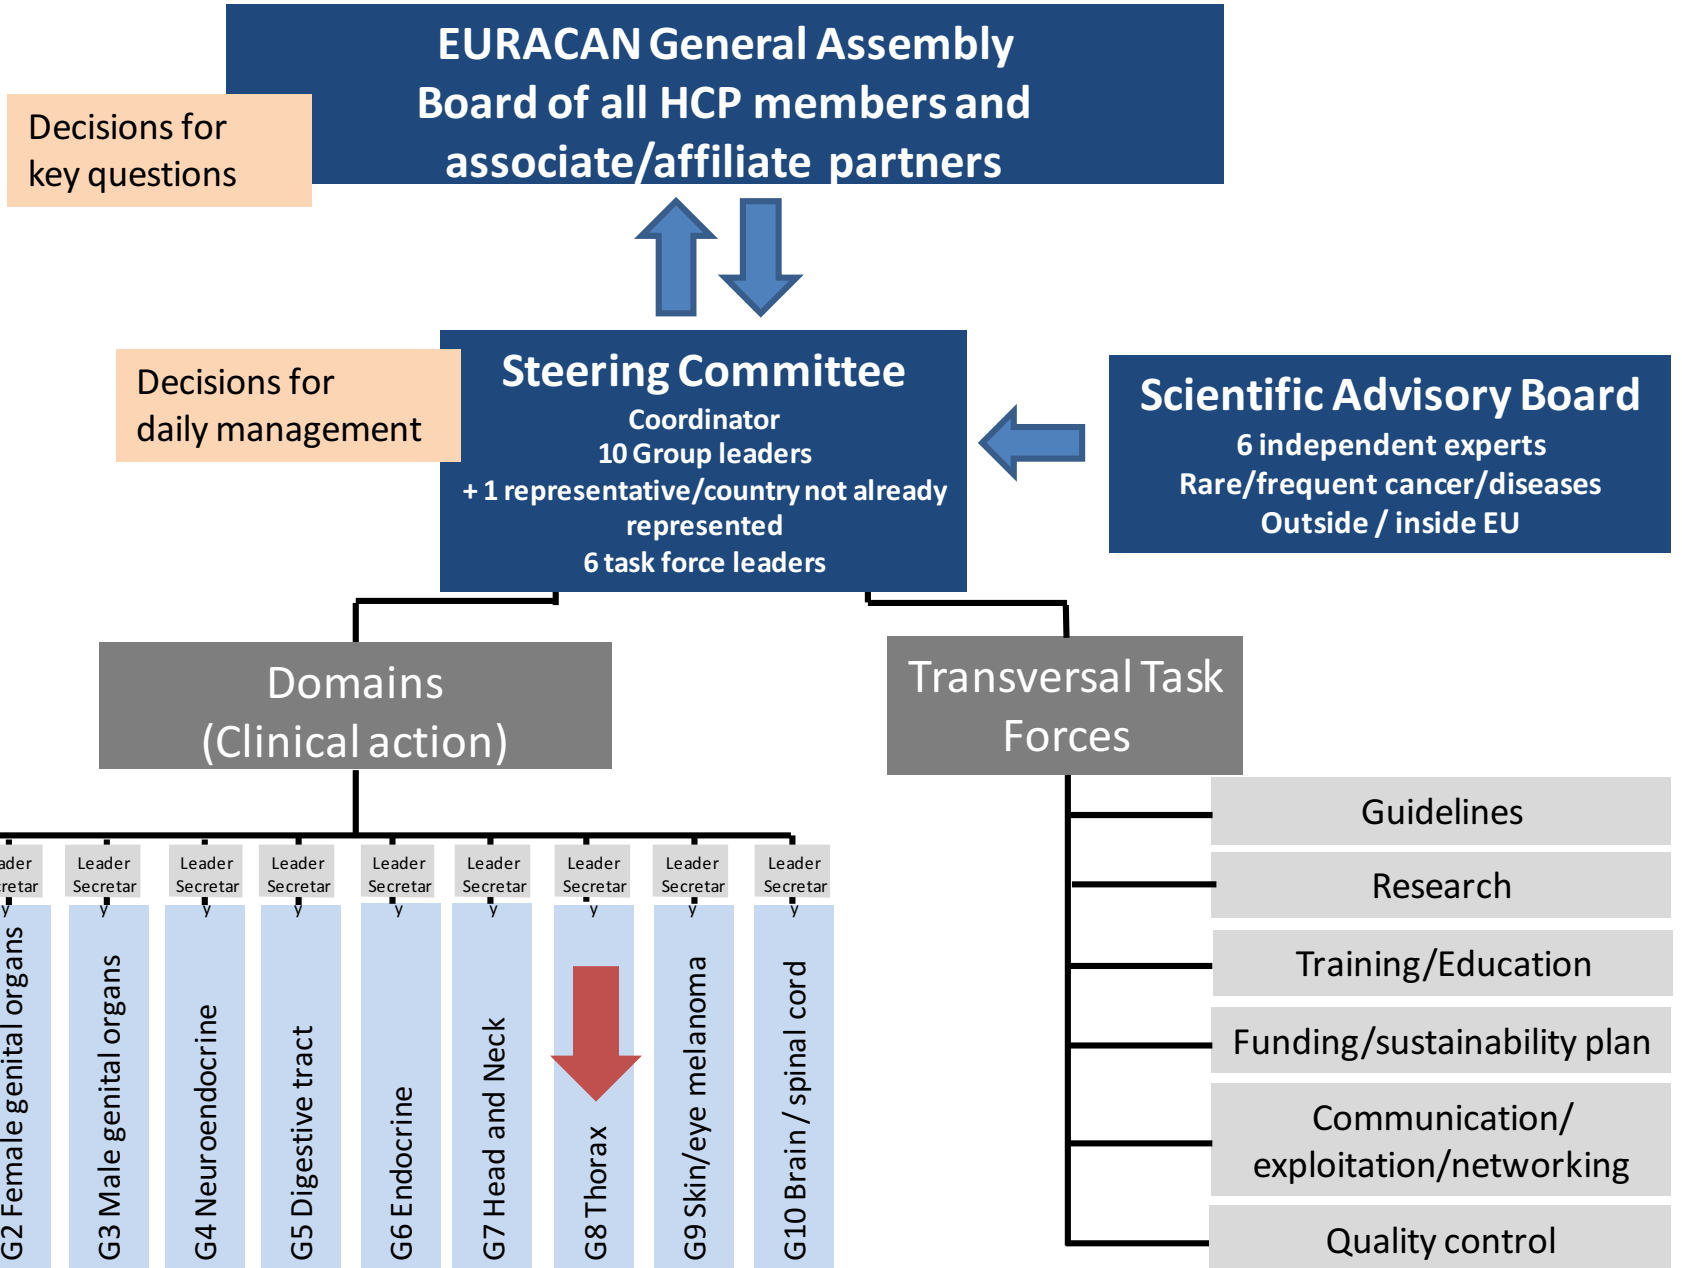 EURACAN General Assembly
Board of all HCP members and
associate/affiliate partners
Decisions for
key questions
Steering Committee
Coordinator
10 Group leaders
+ 1 representative/country not already
represented
6 task force leaders
Decisions for
daily management
Scientific Advisory Board
6 independent experts
Rare/frequent cancer/diseases
Outside / inside EU
Domains
(Clinical action)
Transversal Task
Forces
ader
cretar
y
G2 Female genital organs
Leader
Secretar
y
G3 Male genital organs
Leader
Secretar
y
G4 Neuroendocrine
Leader
Secretar
y
G5 Digestive tract
Leader
Secretar
y
G6 Endocrine
Leader
Secretar
y
G7 Head and Neck
Leader
Secretar
y
G8 Thorax
Leader
Secretar
y
G9 Skin/eye melanoma
Leader
Secretar
y
G10 Brain / spinal cord
Guidelines
Research
Training/Education
Funding/sustainability plan
Communication/
exploitation/networking
Quality control